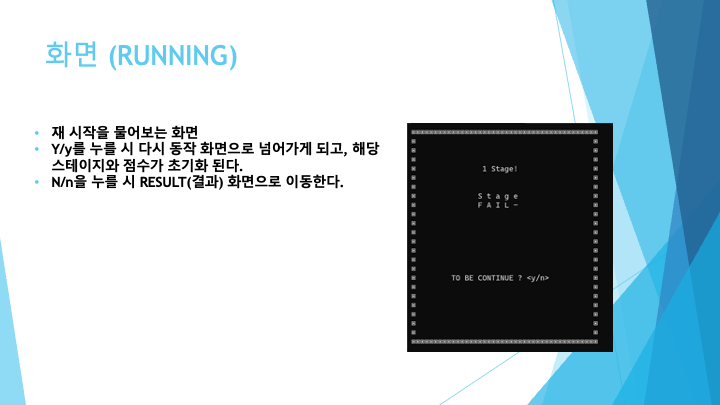 화면 (RUNNING)
• 재 시작을 물어보는 화면
• Y/y를 누를 시 다시 동작 화면으로 넘어가게 되고, 해당
스테이지와 점수가 초기화 된다.
• N/n을 누를 시 RESULT(결과) 화면으로 이동한다.
1 Stage!
S t a g e
F A I L ~
TO BE CONTINUE ? <y/n>